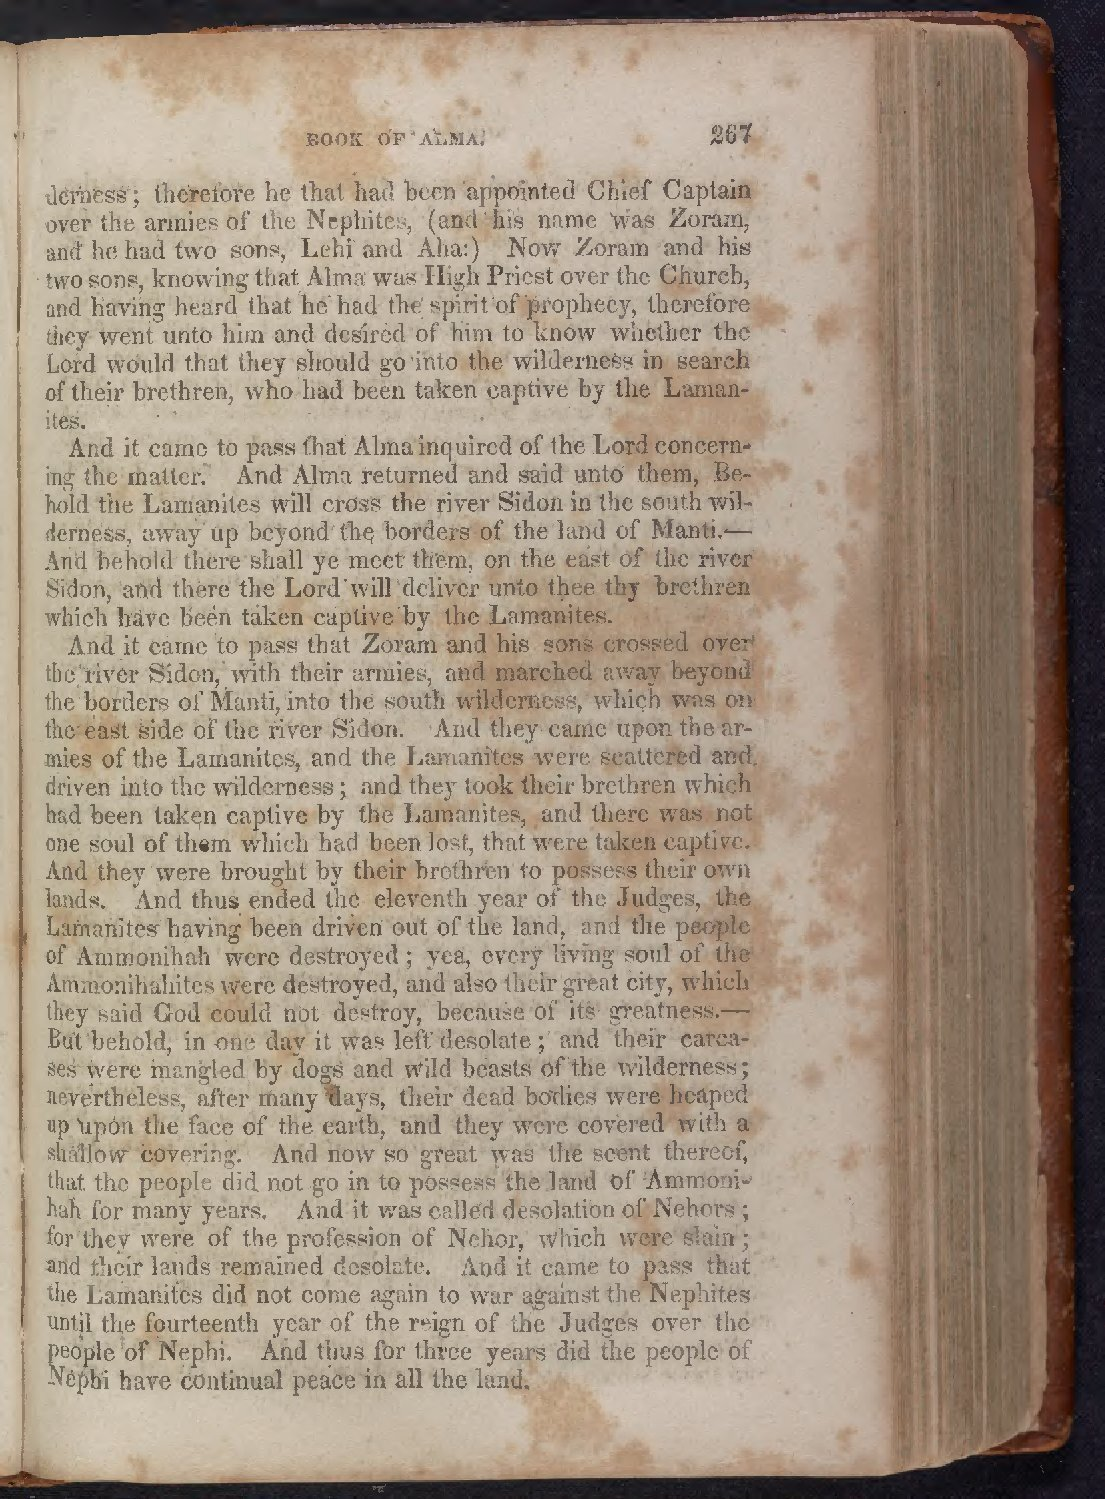 BOOK OF ALMA. 267
derness; therefore he that had been appointed Chief Captain
over the armies of the Nephites, (and his name was Zoram,
and he had two sons, Lehi and Aha:) Now Zoram and his
two sons, knowing that Alma was High Priest over the Church,
and having heard that he had the spirit of prophecy, therefore
they went unto him and desired of him to know whether the
Lord would that they should go into the wilderness in search
of their brethren, who had been taken captive by the Laman-
ites.
And it came to pass that Alma inquired of the Lord concern-
ing the matter. And Alma returned and said unto them, Be-
hold the Lamanites will cross the river Sidon in the south wil-
derness, away up beyond the borders of the land of Manti.—
And behold there shall ye meet them, on the east of the river
Sidon, and there the Lord will deliver unto thee thy brethren
which have been taken captive by the Lamanites.
And it came to pass that Zoram and his sons crossed over
the river Sidon, with their armies, and marched away beyond
the borders of Manti, into the south wilderness, which was on
the east side of the river Sidon. And they came upon the ar-
mies of the Lamanites, and the Lamanites were scattered and
driven into the wilderness; and they took their brethren which
had been taken captive by the Lamanites, and there was not
one soul of them which had been lost, that were taken captive.
And they were brought by their brethren to possess their own
lands. And thus ended the eleventh year of the Judges, the
Lamanites having been driven out of the land, and the people
of Ammonihah were destroyed; yea, every living soul of the
Ammonihahites were destroyed, and also their great city, which
they said God could not destroy, because of its greatness.—
But behold, in one day it was left desolate; and their carca-
ses were mangled by dogs and wild beasts of the wilderness;
nevertheless, after many days, their dead bodies were heaped
up upon the face of the earth, and they were covered with a
shallow covering. And now so great was the scent thereof,
that the people did not go in to possess the land of Ammoni-
hah for many years. And it was called desolation of Nehors;
for they were of the profession of Nehor, which were slain;
and their lands remained desolate. And it came to pass that
the Lamanites did not come again to war against the Nephites
until the fourteenth year of the reign of the Judges over the
people of Nephi. And thus for three years did the people of
Nephi have continual peace in all the land.